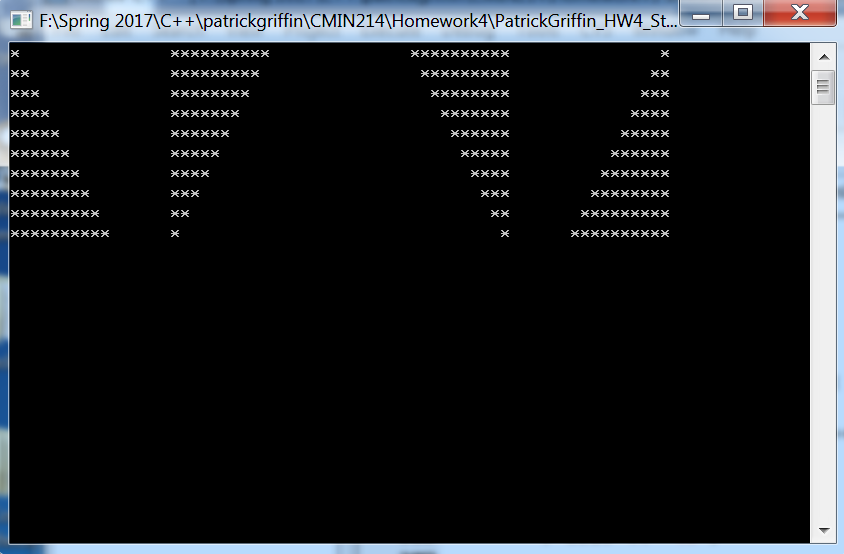 F:\Spring 2017\C++\patrickgriffin\CMIN214\Homework4\PatrickGriffin_HW4_St...
*               **********              **********               *
**              *********                *********              **
***             ********                  ********             ***
****            *******                    *******            ****
*****           ******                      ******           *****
******          *****                        *****          ******
*******         ****                          ****         *******
********        ***                            ***        ********
*********       **                              **       *********
**********      *                                *      **********